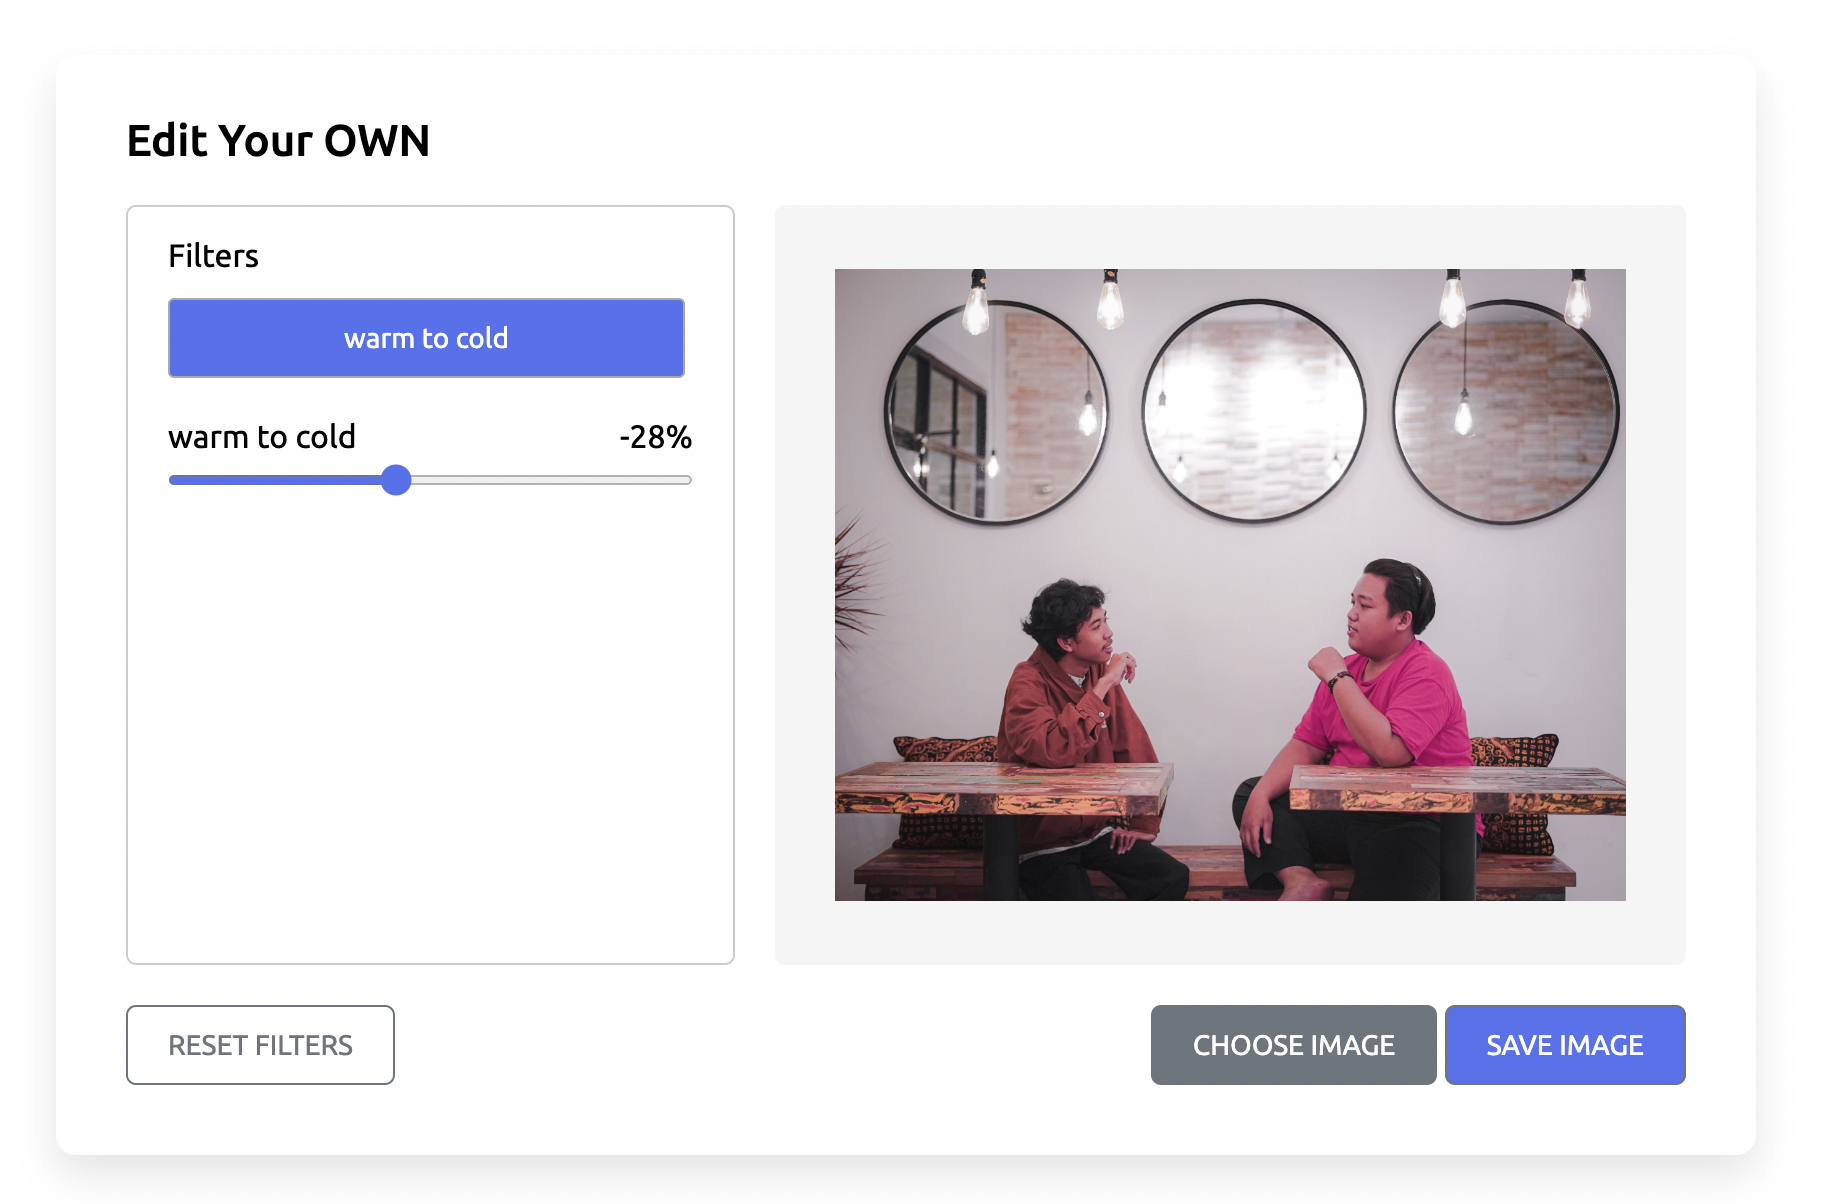 Edit Your OWN
Filters
warm to cold
warm to cold -28%
RESET FILTERS
CHOOSE IMAGE
SAVE IMAGE